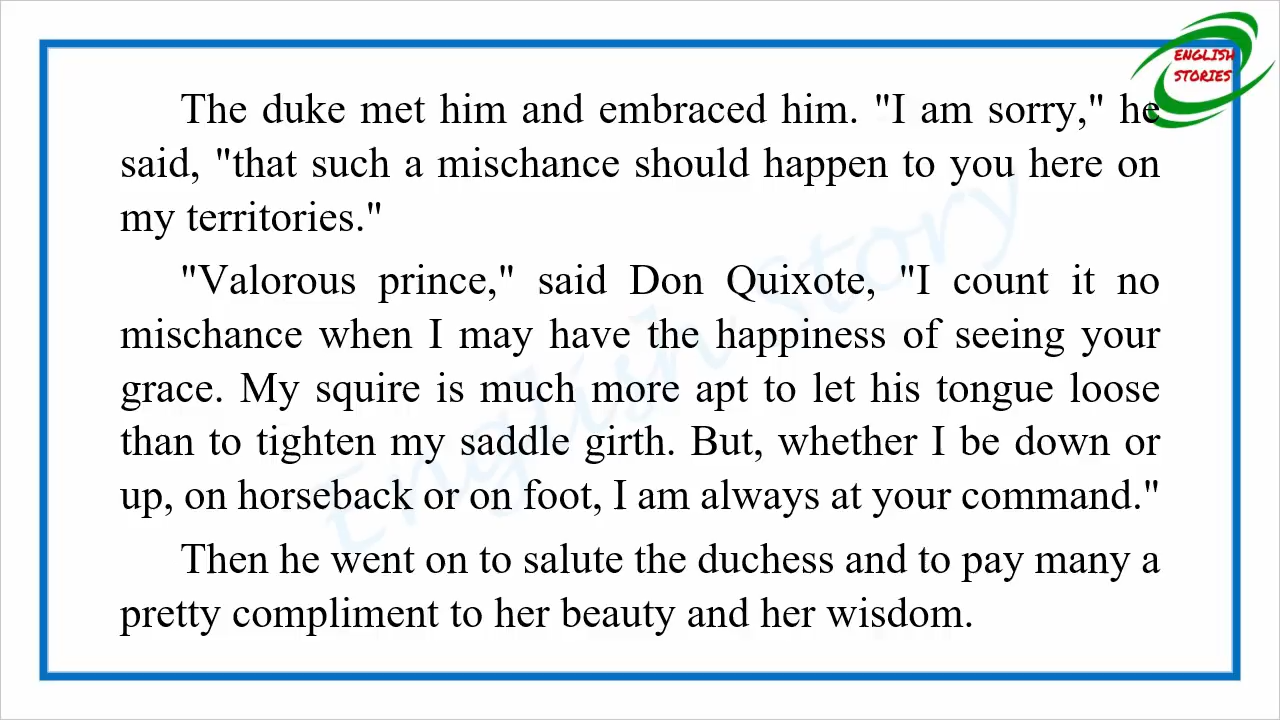 ENGLISH
STORIES
The duke met him and embraced him. "I am sorry," he
said, "that such a mischance should happen to you here on
my territories."
"Valorous prince," said Don Quixote, "I count it no
mischance when I may have the happiness of seeing your
grace. My squire is much more apt to let his tongue loose
than to tighten my saddle girth. But, whether I be down or
up, on horseback or on foot, I am always at your command."
Then he went on to salute the duchess and to pay many a
pretty compliment to her beauty and her wisdom.
English Story